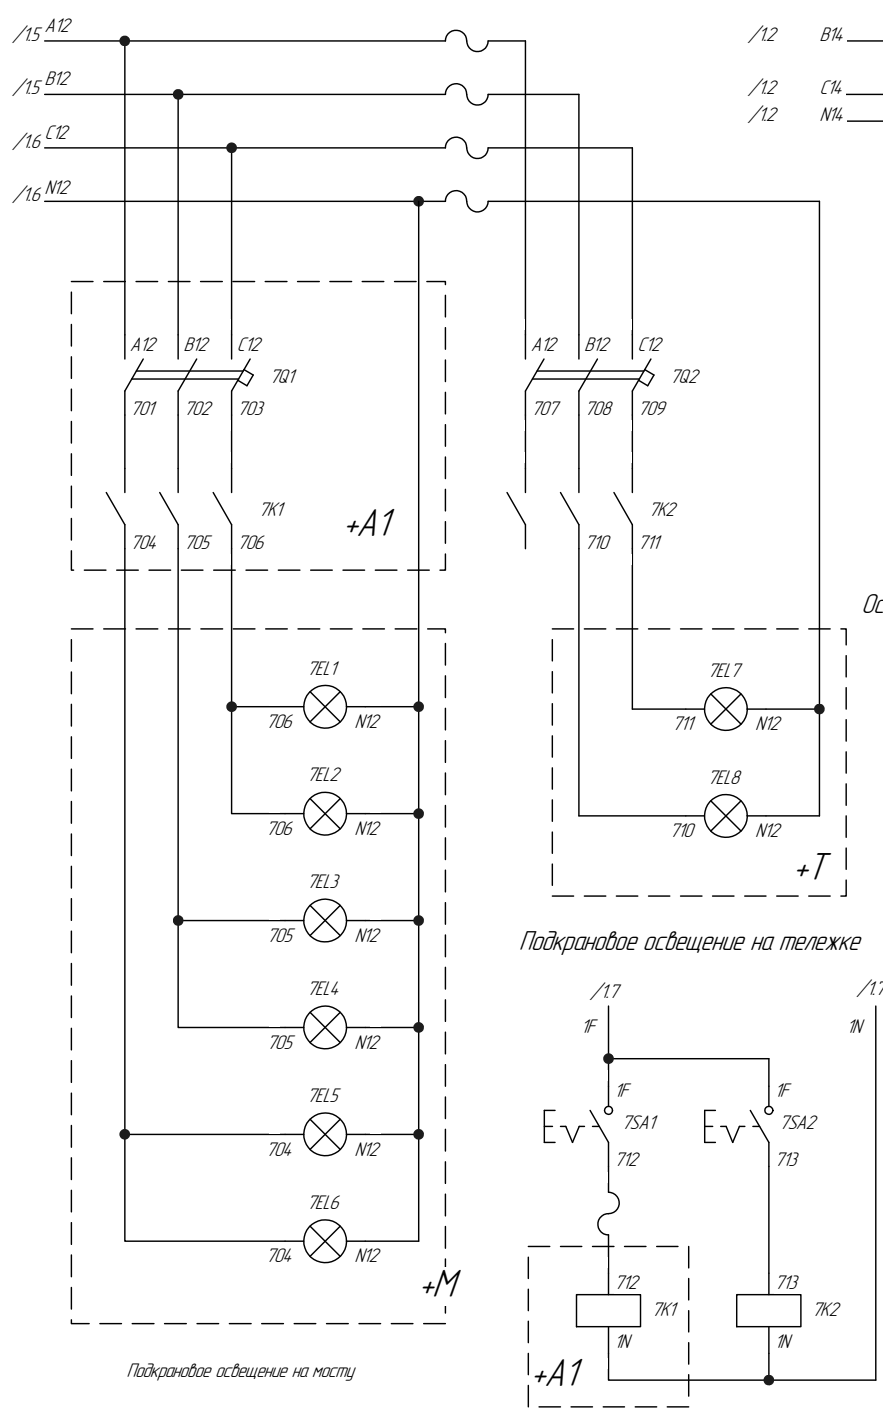 /1.5 A12
/1.2 B14
/1.5 B12
/1.2 C14
/1.2 N14
/1.6 C12
/1.6 N12
A12 B12 C12
7Q1
701 702 703
A12 B12 C12
7Q2
707 708 709
7K1
+A1
704 705 706
7K2
710 711
Ос
7EL1
706 N12
7EL2
706 N12
7EL3
705 N12
7EL4
705 N12
7EL5
704 N12
7EL6
704 N12
+M
Подкрановое освещение на мосту
7EL7
711 N12
7EL8
710 N12
+T
Подкрановое освещение на тележке
/1.7 /1.7
1F 1N
1F 1F
7SA1 7SA2
712 713
712 713
7K1 7K2
1N 1N
+A1